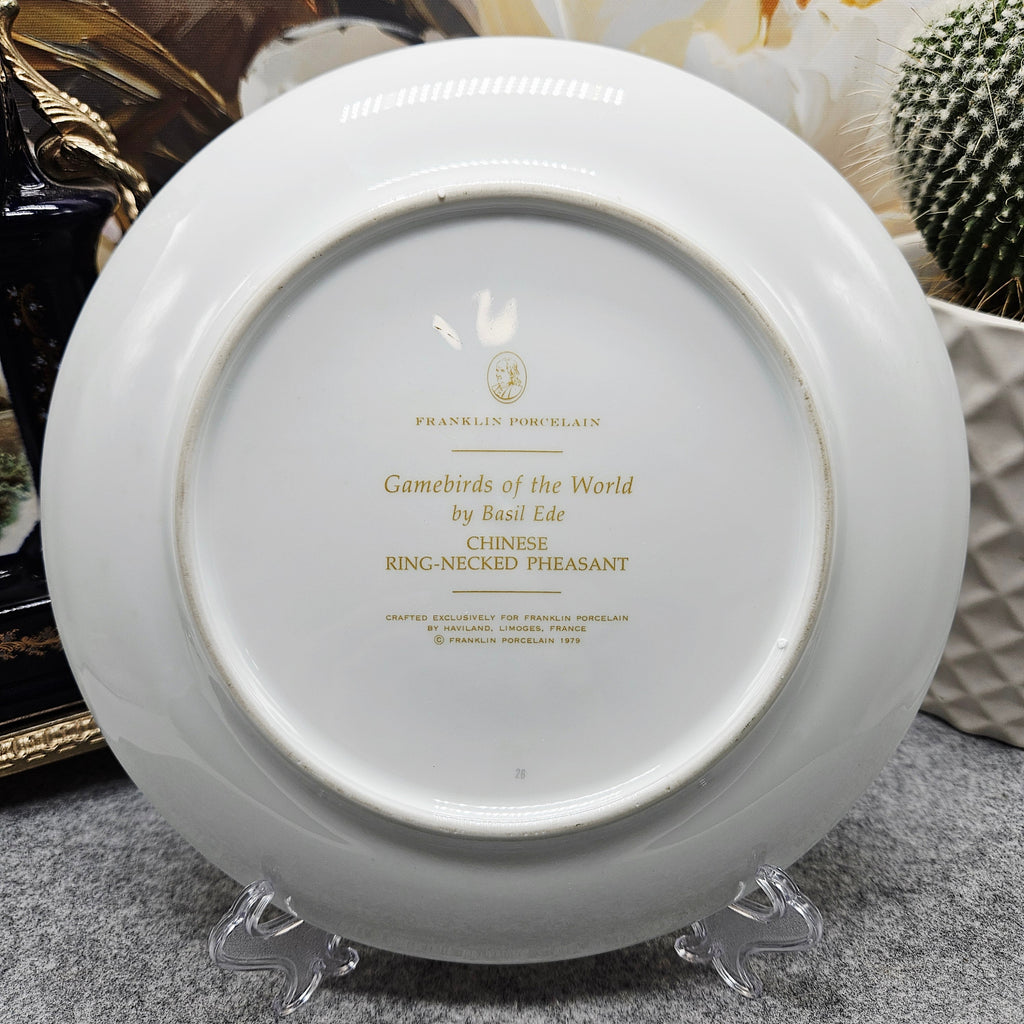 FRANKLIN PORCELAIN
Gamebirds of the World
by Basil Ede
CHINESE
RING-NECKED PHEASANT
CRAFTED EXCLUSIVELY FOR FRANKLIN PORCELAIN
BY HAVILAND, LIMOGES, FRANCE
© FRANKLIN PORCELAIN 1979
26